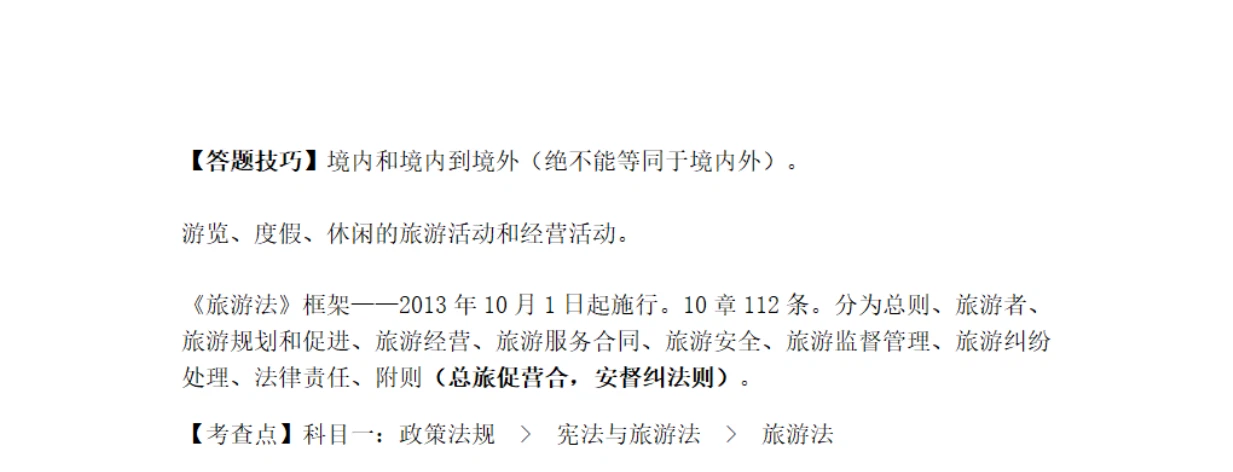 【答题技巧】境内和境内到境外（绝不能等同于境内外）。
游览、度假、休闲的旅游活动和经营活动。
《旅游法》框架——2013 年 10 月 1 日起施行。10 章 112 条。分为总则、旅游者、
旅游规划和促进、旅游经营、旅游服务合同、旅游安全、旅游监督管理、旅游纠纷
处理、法律责任、附则（总旅促营合，安督纠法则）。
【考查点】科目一：政策法规 > 宪法与旅游法 > 旅游法